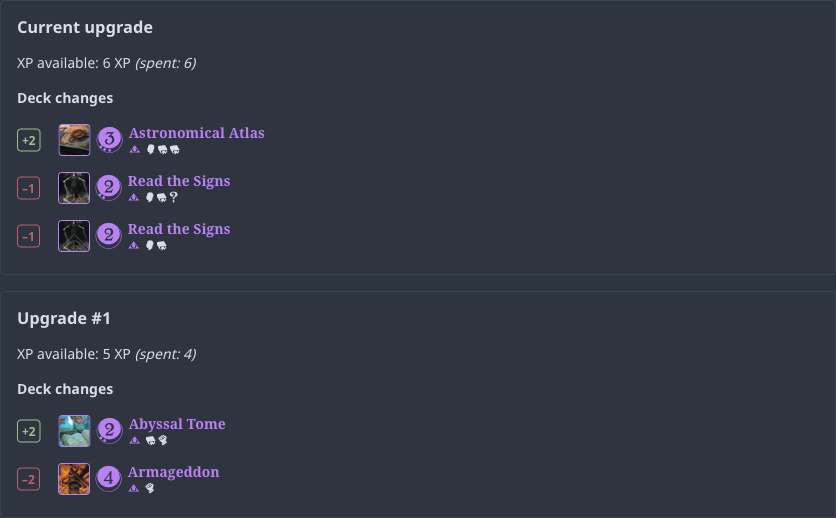 Current upgrade
XP available: 6 XP (spent: 6)
Deck changes
+2 3 Astronomical Atlas
−1 2 Read the Signs
?
−1 2 Read the Signs
Upgrade #1
XP available: 5 XP (spent: 4)
Deck changes
+2 2 Abyssal Tome
−2 4 Armageddon